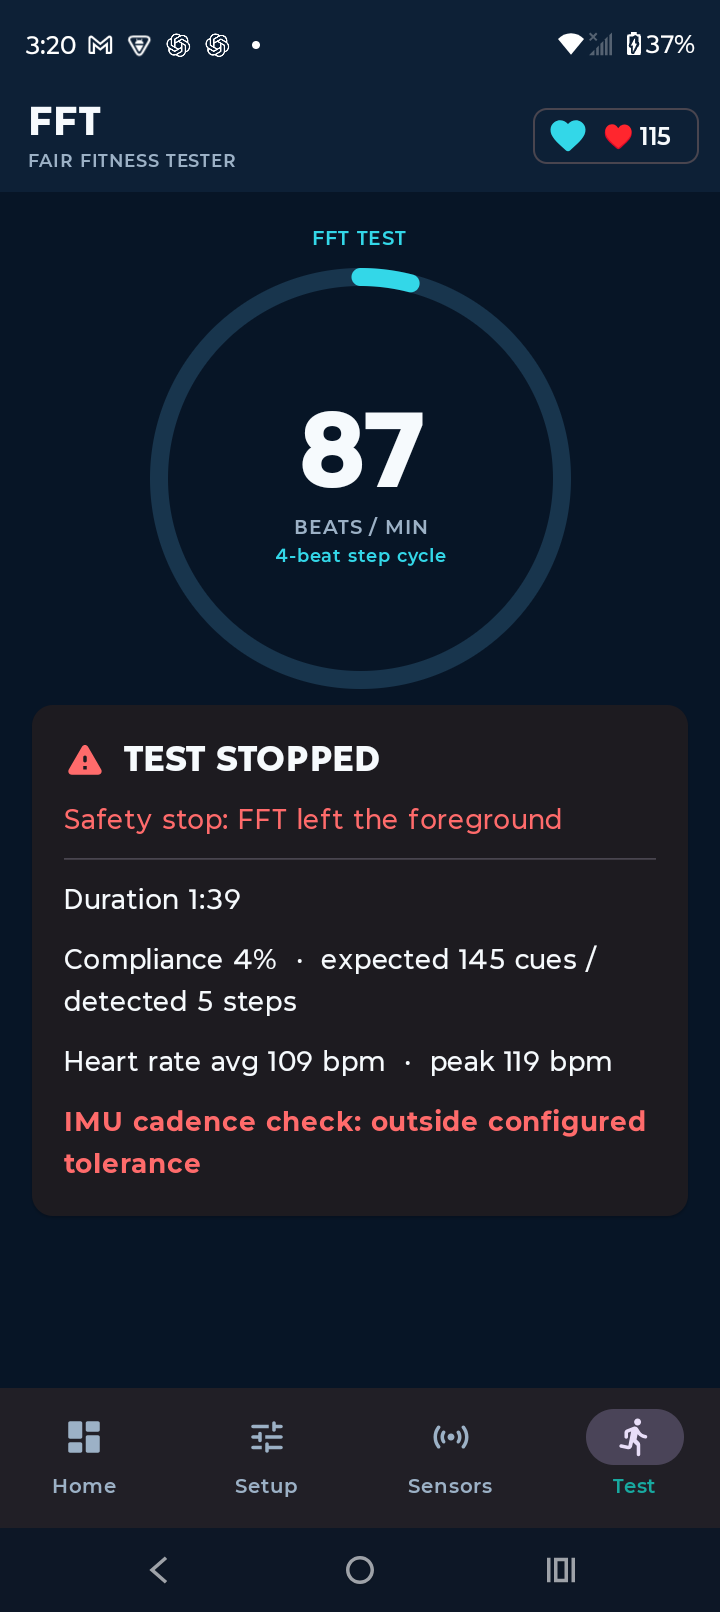 3:20
37%
FFT
FAIR FITNESS TESTER
115
FFT TEST
87
BEATS / MIN
4-beat step cycle
TEST STOPPED
Safety stop: FFT left the foreground
Duration 1:39
Compliance 4% · expected 145 cues /
detected 5 steps
Heart rate avg 109 bpm · peak 119 bpm
IMU cadence check: outside configured
tolerance
Home
Setup
Sensors
Test